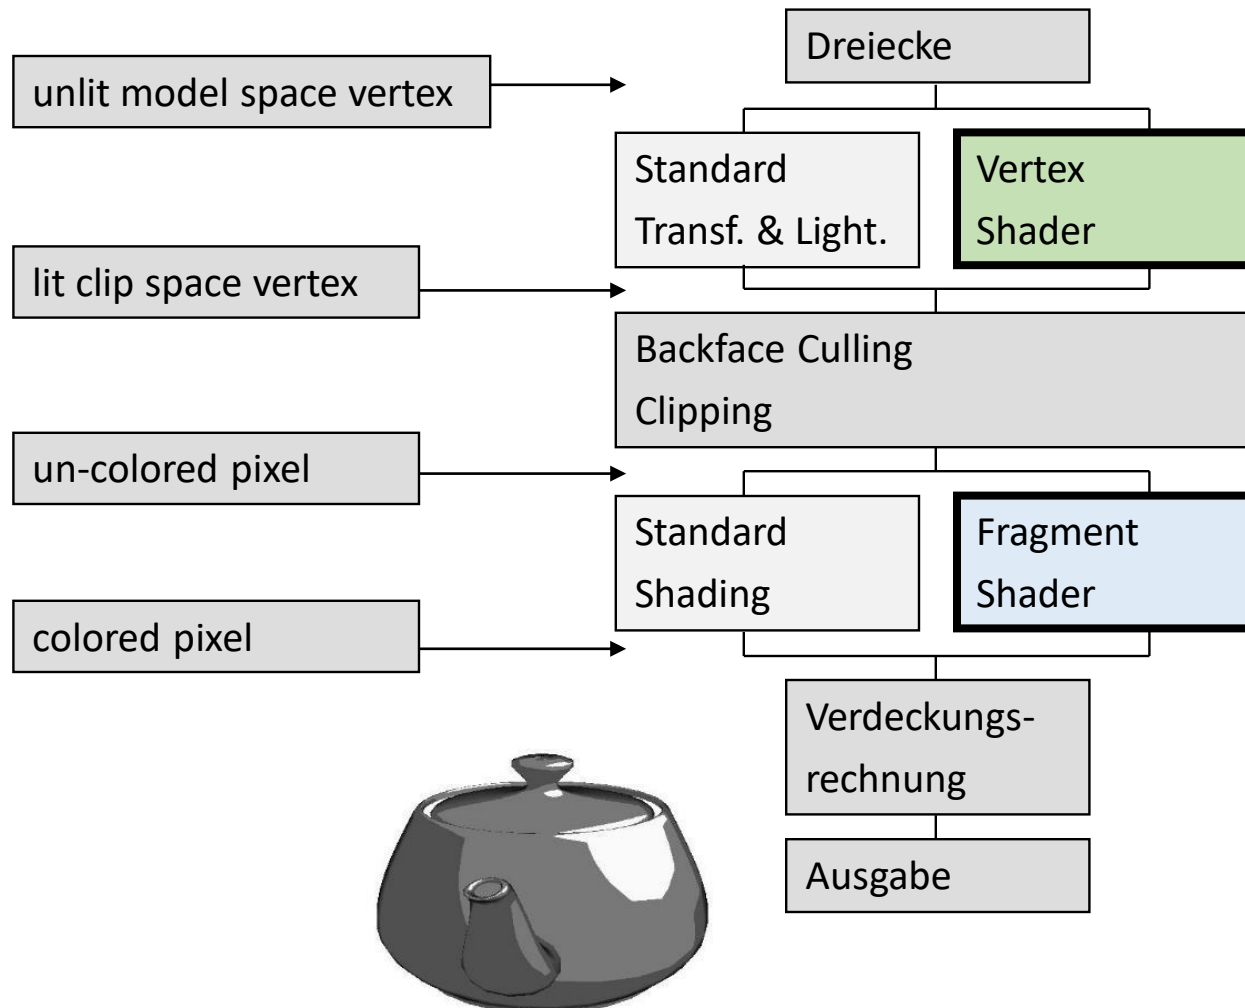 Dreiecke
unlit model space vertex
Standard
Transf. & Light.
Vertex
Shader
lit clip space vertex
Backface Culling
Clipping
un-colored pixel
Standard
Shading
Fragment
Shader
colored pixel
Verdeckungs-
rechnung
Ausgabe